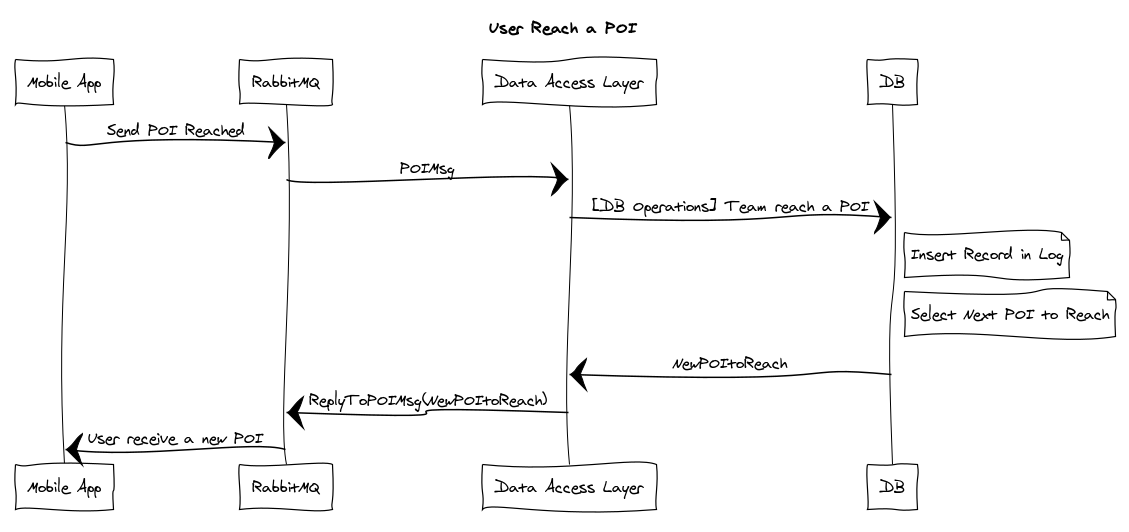 User Reach a POI
Mobile App
RabbitMQ
Data Access Layer
DB
Send POI Reached
POIMsg
[DB Operations] Team reach a POI
Insert Record in Log
Select Next POI to Reach
NewPOItoReach
ReplyToPOIMsg(NewPOItoReach)
User receive a new POI
Mobile App
RabbitMQ
Data Access Layer
DB